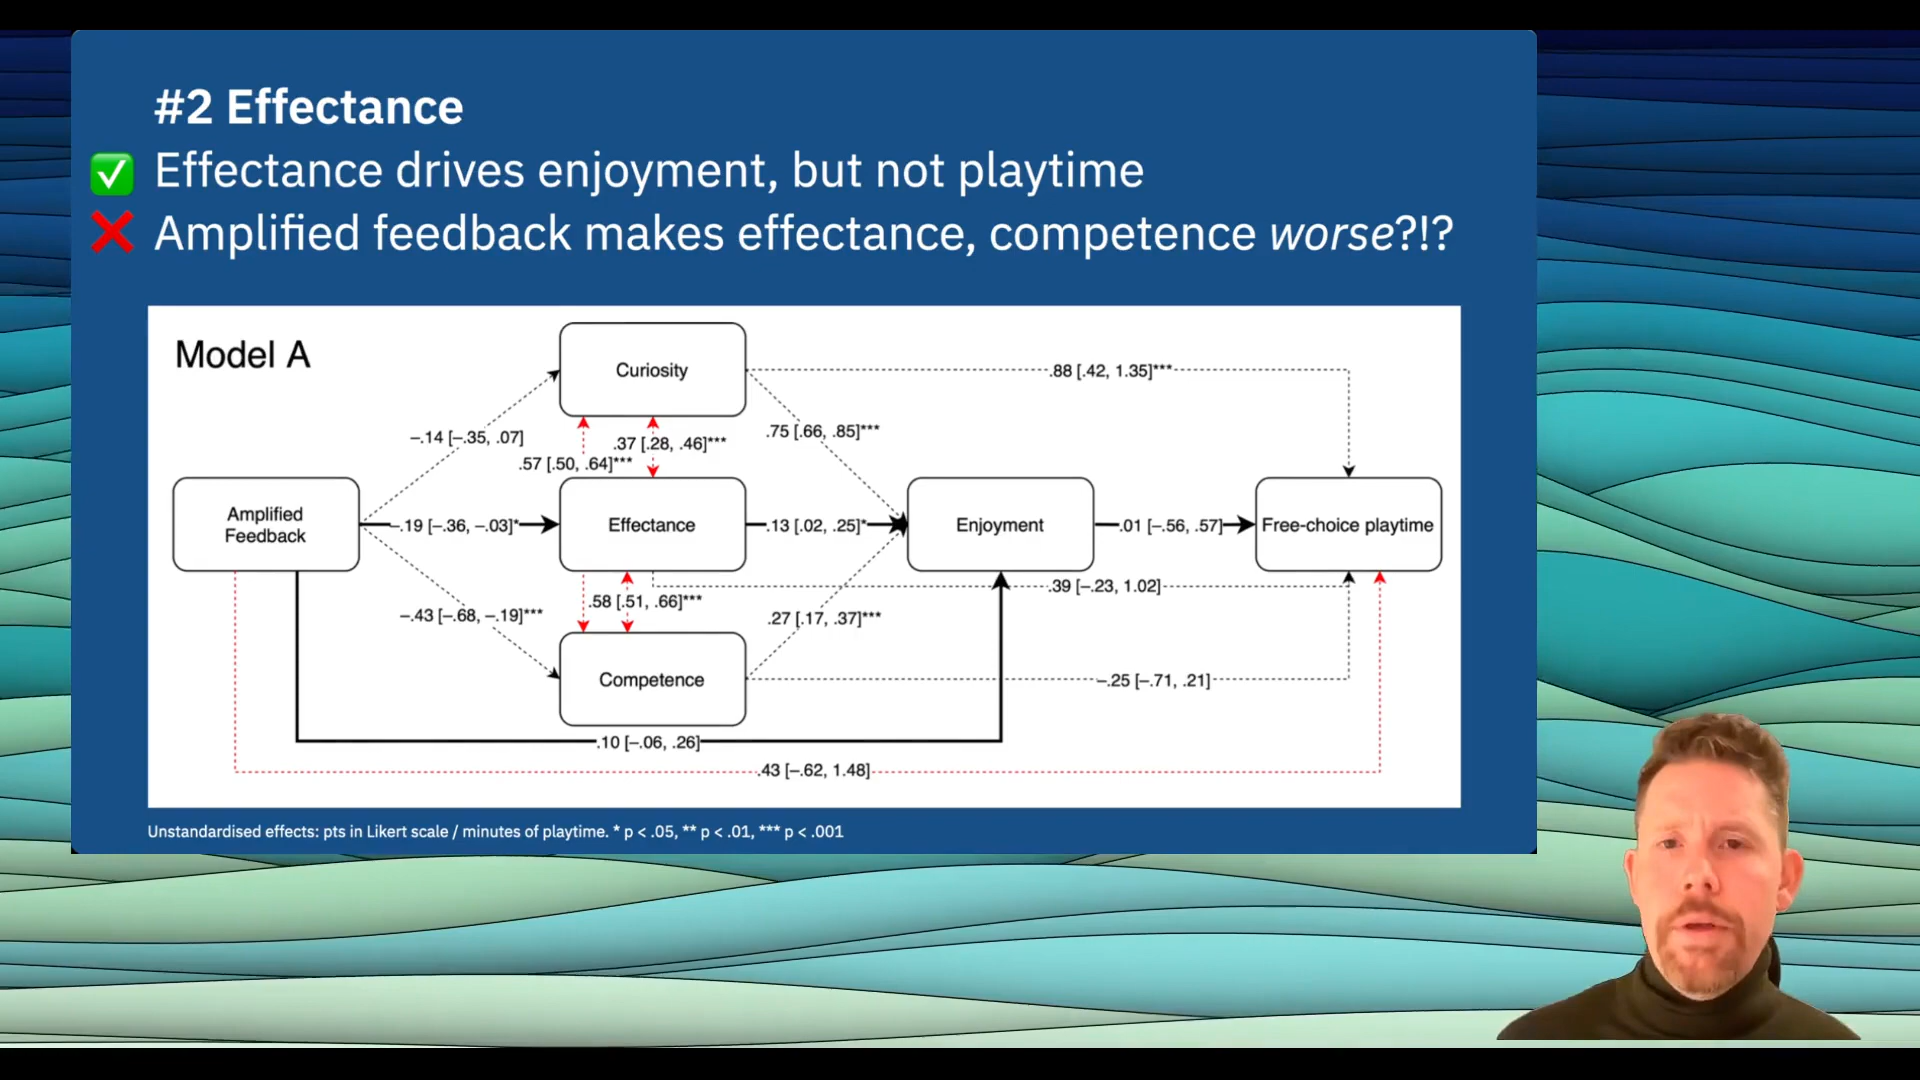 #2 Effectance
✅ Effectance drives enjoyment, but not playtime
❌ Amplified feedback makes effectance, competence worse?!?
Model A
Curiosity
.88 [.42, 1.35]***
–.14 [–.35, .07]
.37 [.28, .46]***
.75 [.66, .85]***
.57 [.50, .64]***
Amplified
Feedback
–.19 [–.36, –.03]*
Effectance
.13 [.02, .25]*
Enjoyment
.01 [–.56, .57]
Free-choice playtime
.39 [–.23, 1.02]
.58 [.51, .66]***
–.43 [–.68, –.19]***
.27 [.17, .37]***
Competence
–.25 [–.71, .21]
.10 [–.06, .26]
.43 [–.62, 1.48]
Unstandardised effects: pts in Likert scale / minutes of playtime. * p < .05, ** p < .01, *** p < .001